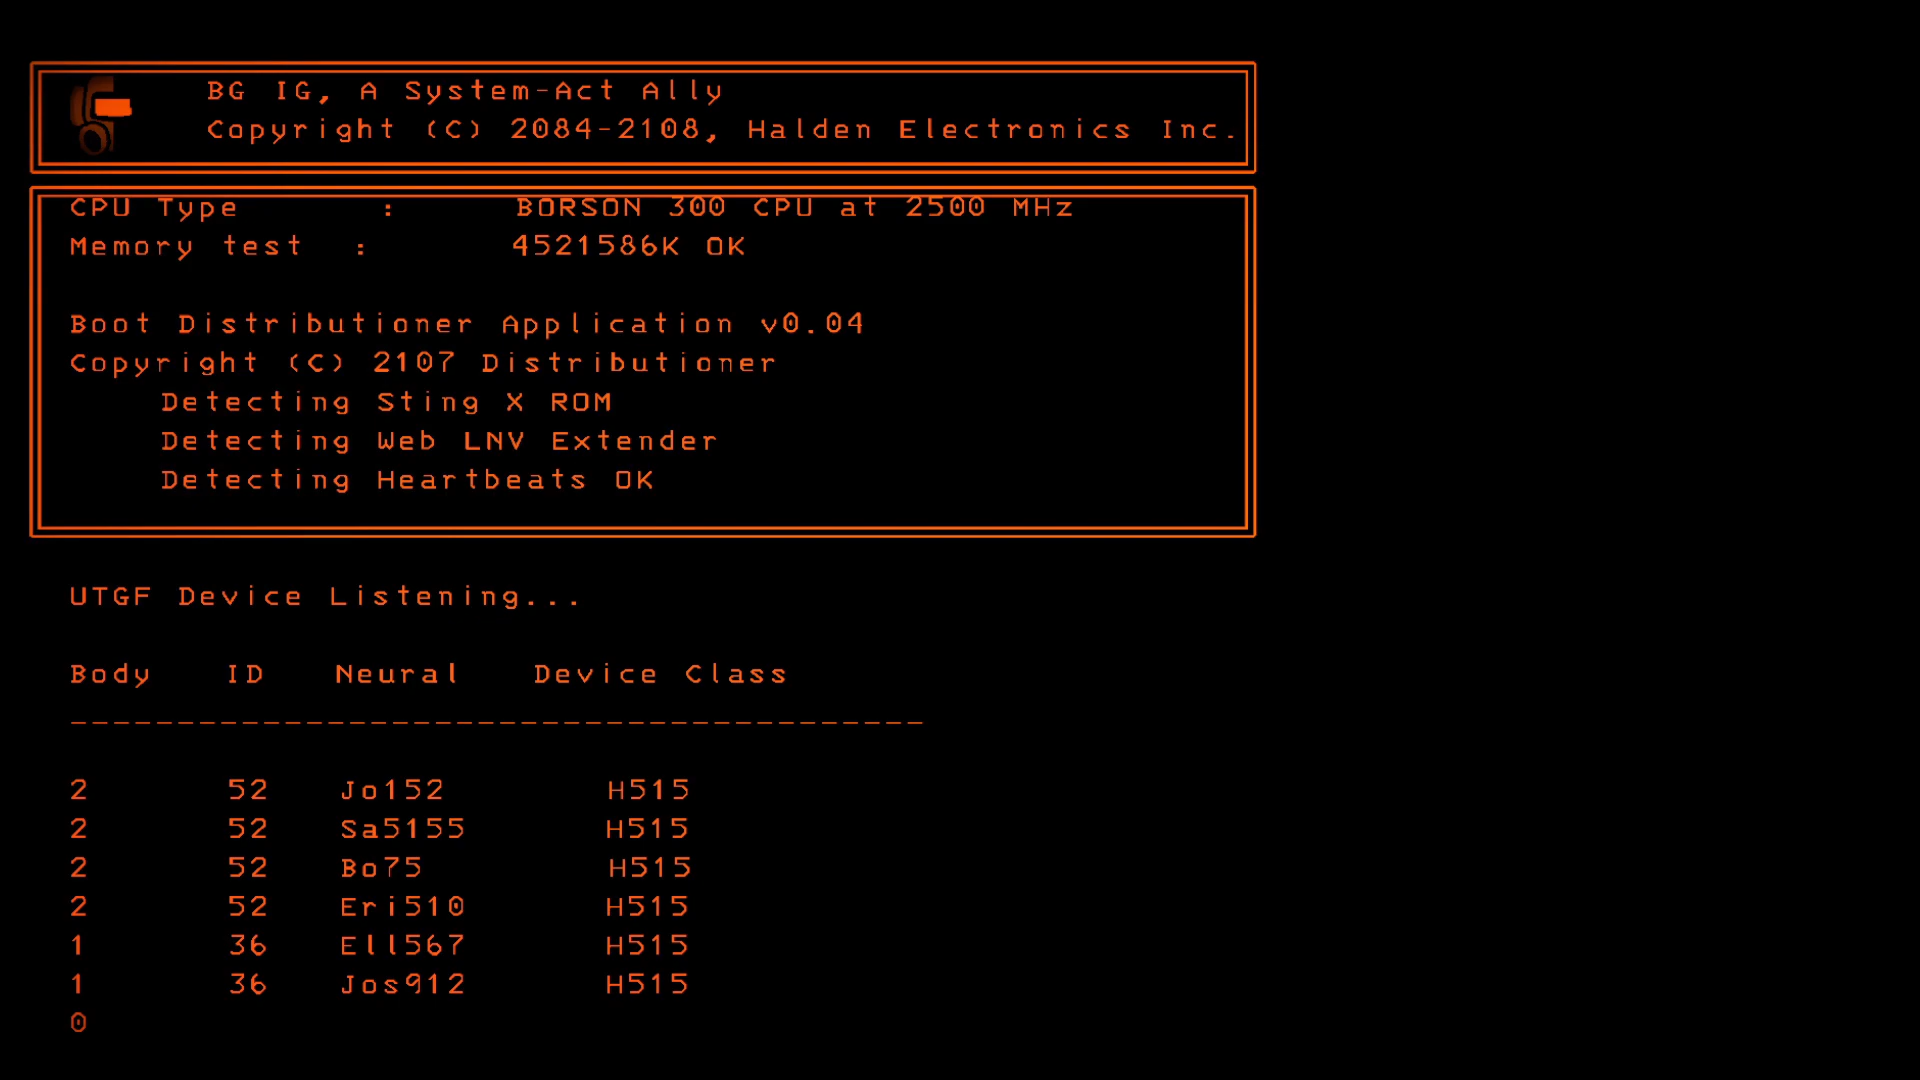 BG IG, A System-Act Ally
Copyright (C) 2084-2108, Halden Electronics Inc.
CPU Type : BORSON 300 CPU at 2500 MHz
Memory test : 4521586K OK
Boot Distributioner Application v0.04
Copyright (C) 2107 Distributioner
Detecting Sting X ROM
Detecting Web LNV Extender
Detecting Heartbeats OK
UTGF Device Listening...
Body ID Neural Device Class
----------------------------------------
2 52 Jo152 H515
2 52 Sa5155 H515
2 52 Bo75 H515
2 52 Eri510 H515
1 36 Ell567 H515
1 36 Jos912 H515
0